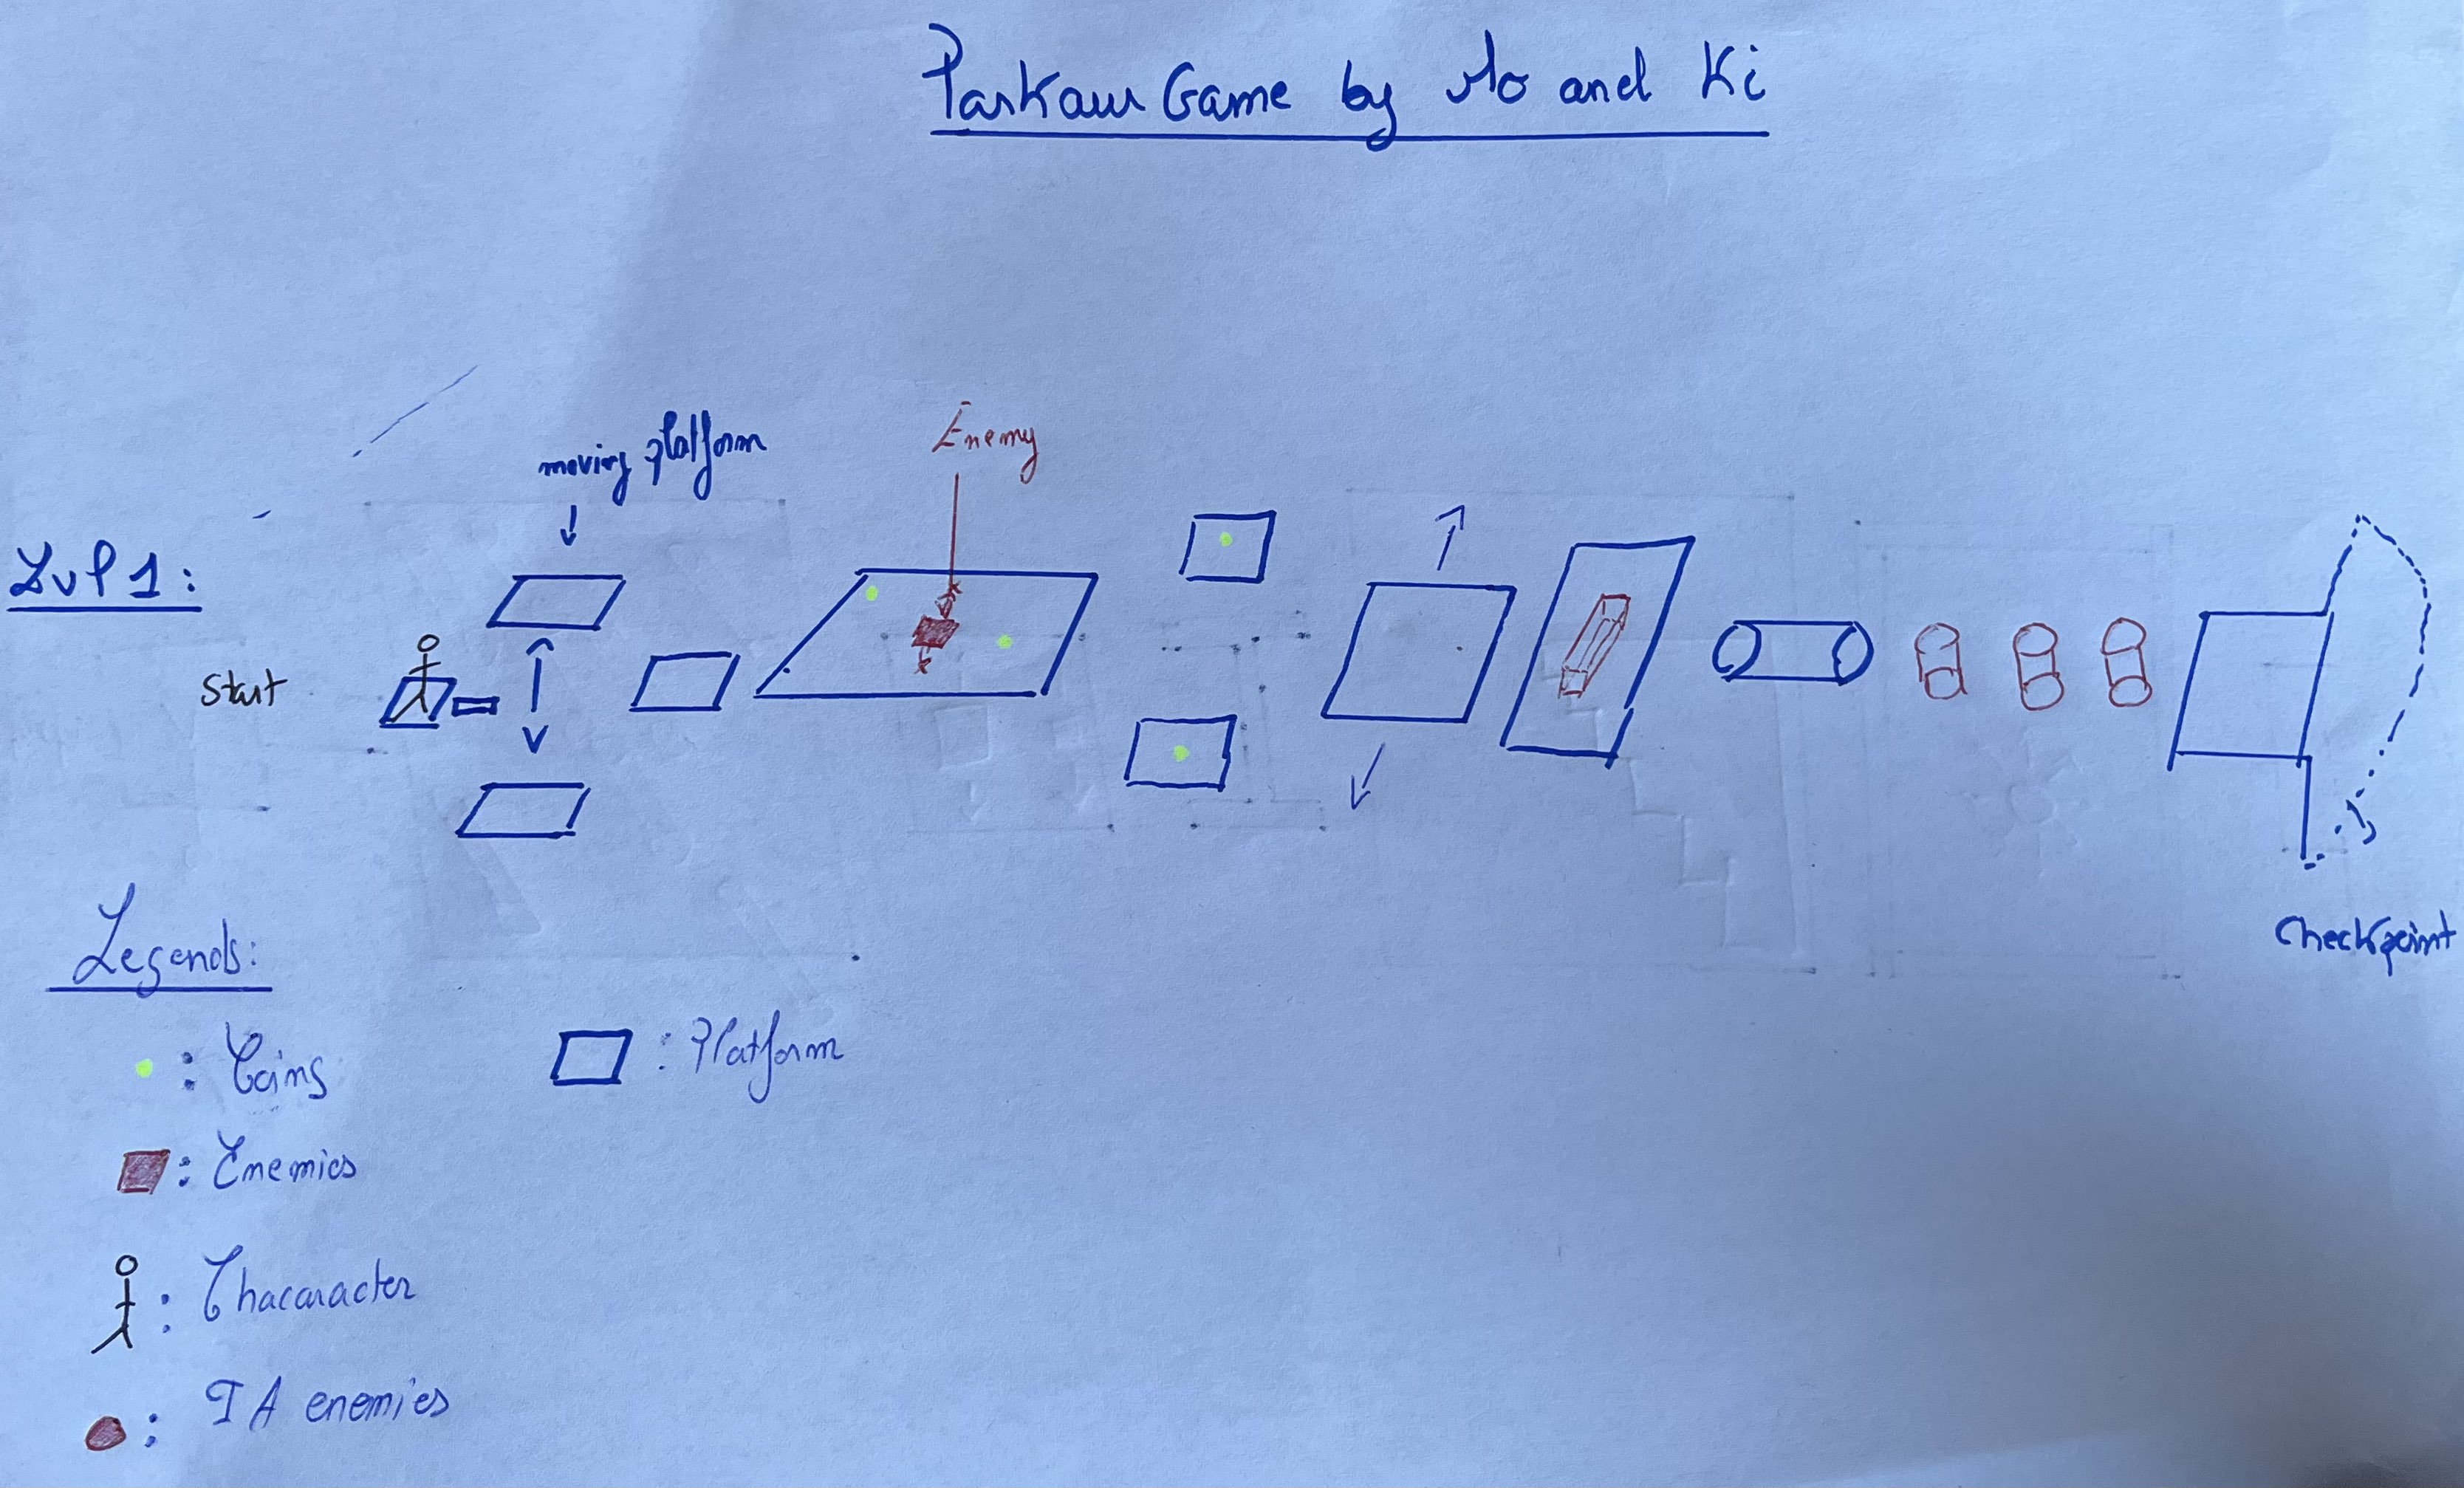 Parkour Game by Mo and Ki
Enemy
moving platform
Lvl 1:
Start
Checkpoint
Legends:
: Coins
: Platform
: Enemies
: Chacaracter
: IA enemies